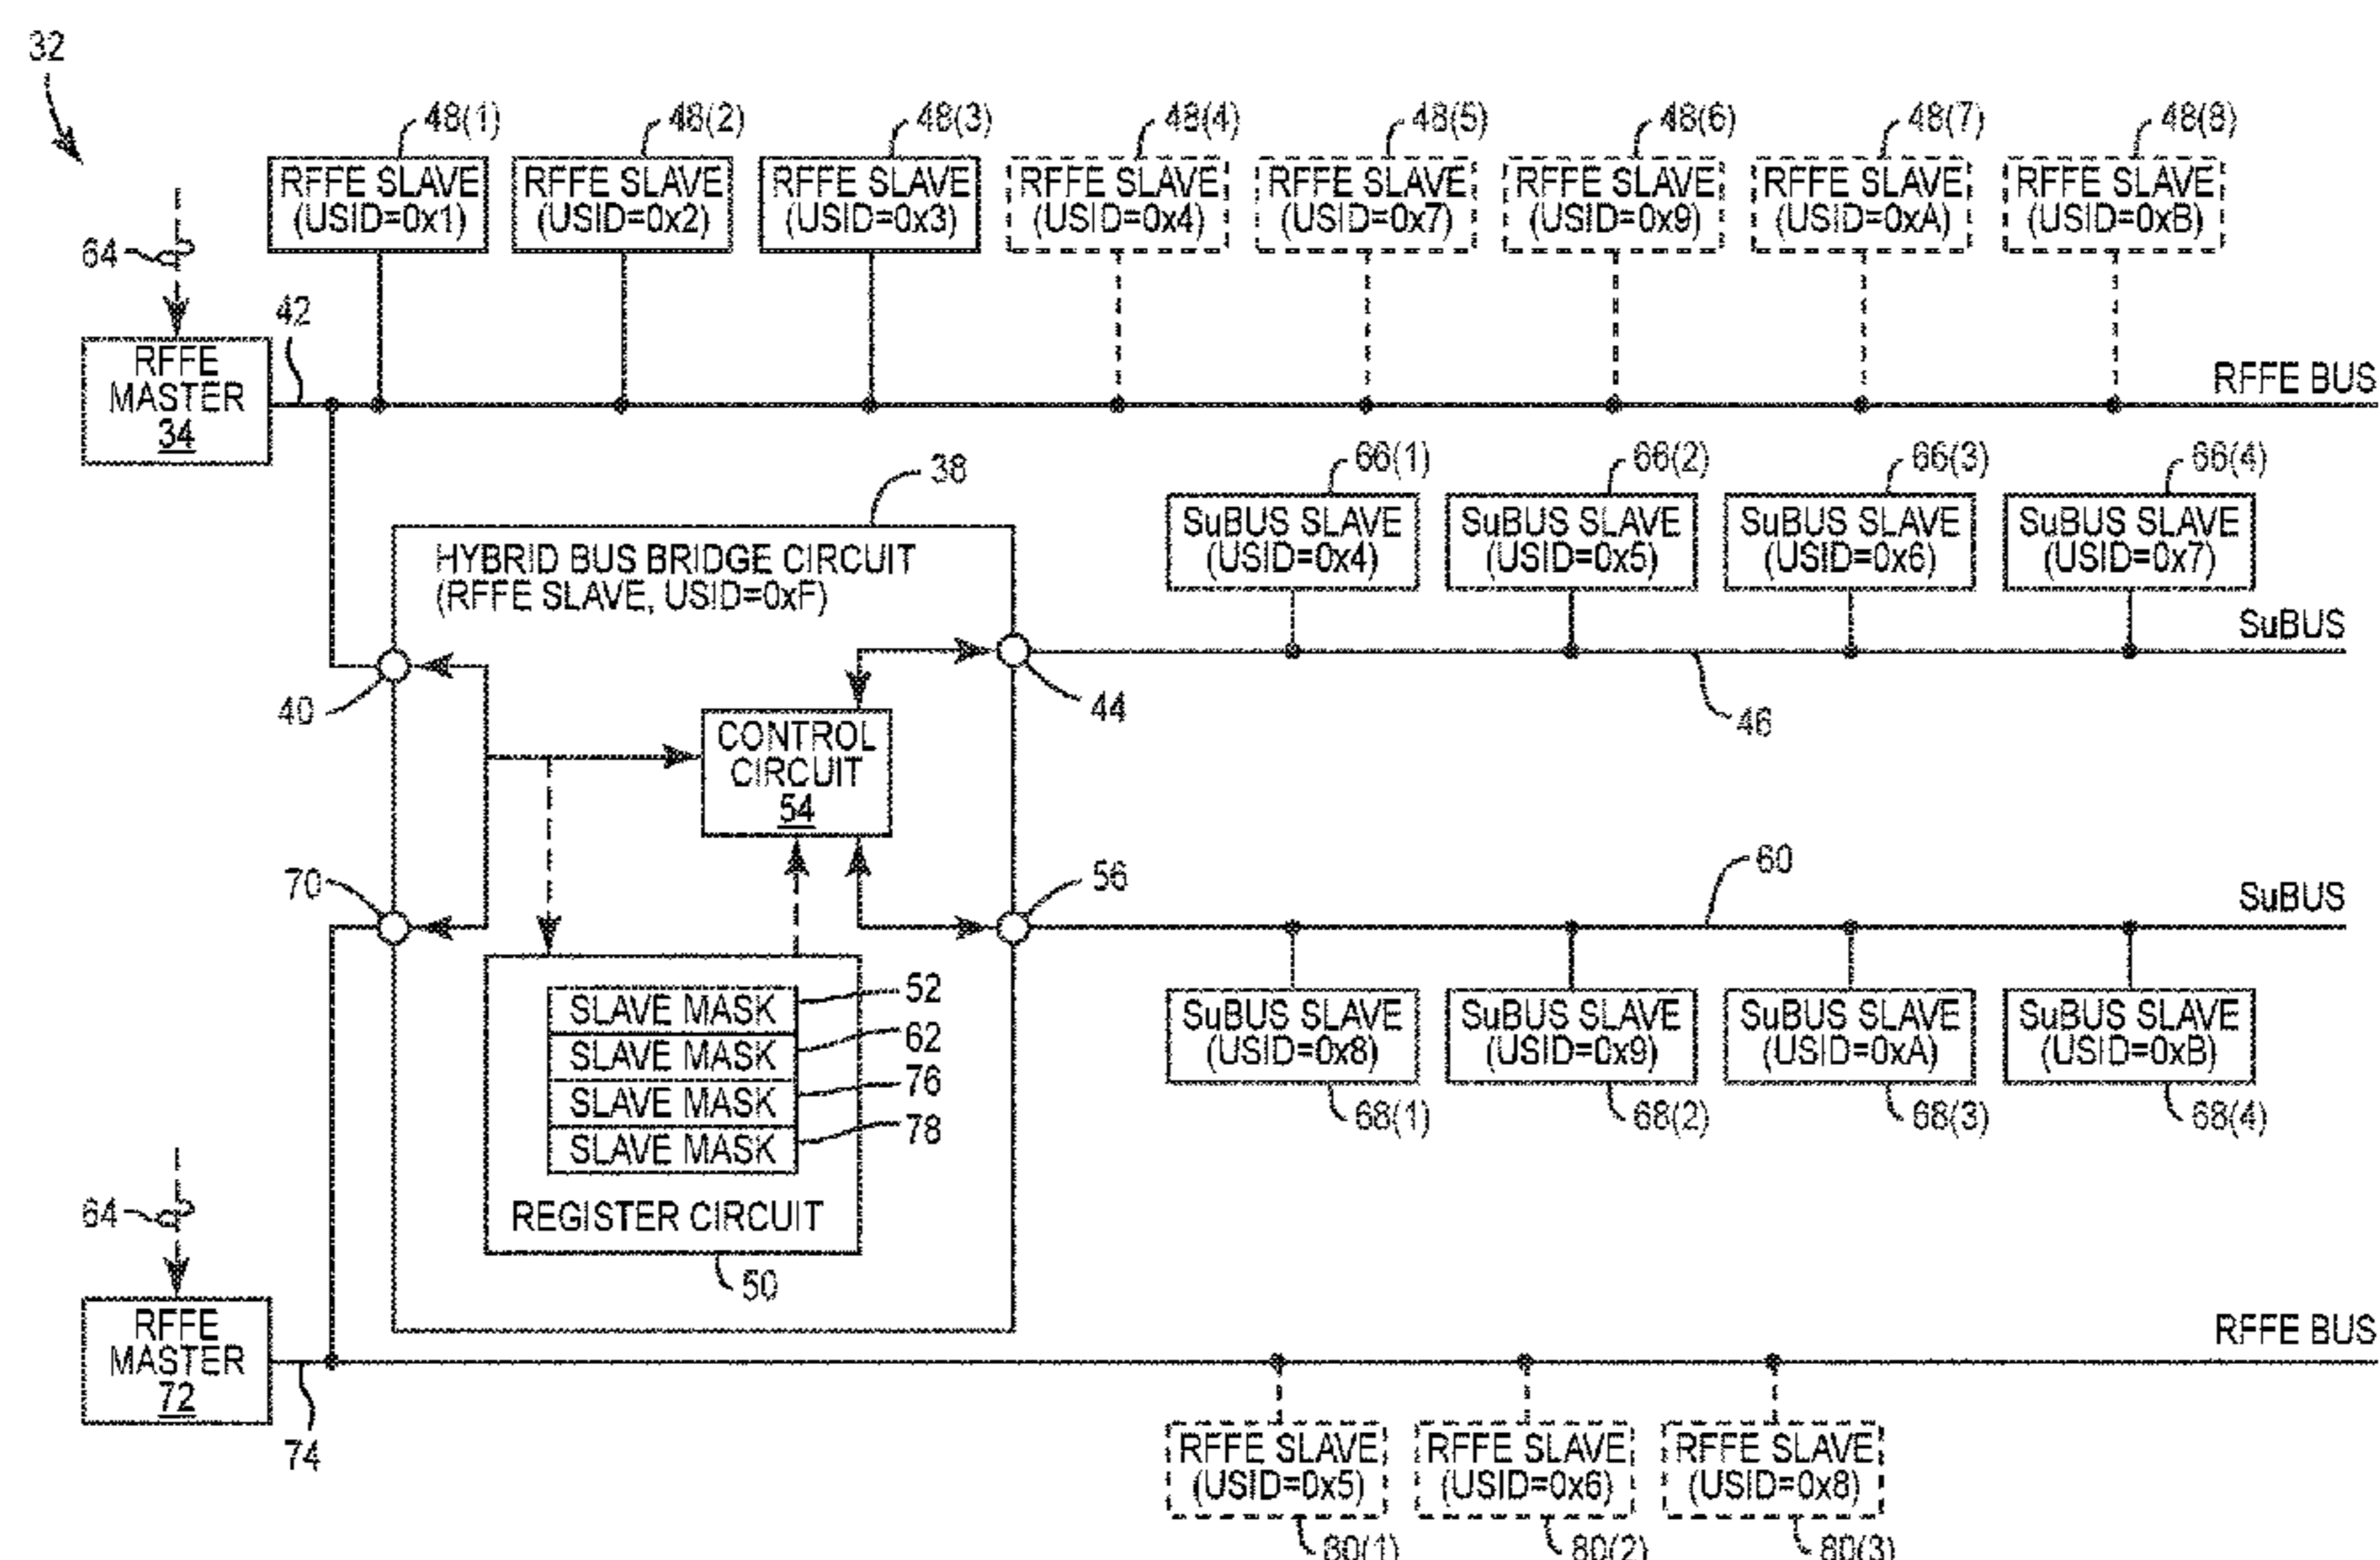 32
48(1) 48(2) 48(3) 48(4) 48(5) 48(6) 48(7) 48(8)
RFFE SLAVE RFFE SLAVE RFFE SLAVE RFFE SLAVE RFFE SLAVE RFFE SLAVE RFFE SLAVE RFFE SLAVE
(USID=0x1) (USID=0x2) (USID=0x3) (USID=0x4) (USID=0x7) (USID=0x9) (USID=0xA) (USID=0xB)
64
42
RFFE
MASTER
34
RFFE BUS
38
66(1) 66(2) 66(3) 66(4)
HYBRID BUS BRIDGE CIRCUIT
(RFFE SLAVE, USID=0xF)
SuBUS SLAVE SuBUS SLAVE SuBUS SLAVE SuBUS SLAVE
(USID=0x4) (USID=0x5) (USID=0x6) (USID=0x7)
SuBUS
40
44
46
CONTROL
CIRCUIT
54
70
56
60
SuBUS
SLAVE MASK 52
SLAVE MASK 62
SLAVE MASK 76
SLAVE MASK 78
REGISTER CIRCUIT
50
SuBUS SLAVE SuBUS SLAVE SuBUS SLAVE SuBUS SLAVE
(USID=0x8) (USID=0x9) (USID=0xA) (USID=0xB)
68(1) 68(2) 68(3) 68(4)
64
RFFE
MASTER
72
RFFE BUS
74
RFFE SLAVE RFFE SLAVE RFFE SLAVE
(USID=0x5) (USID=0x6) (USID=0x8)
80(1) 80(2) 80(3)